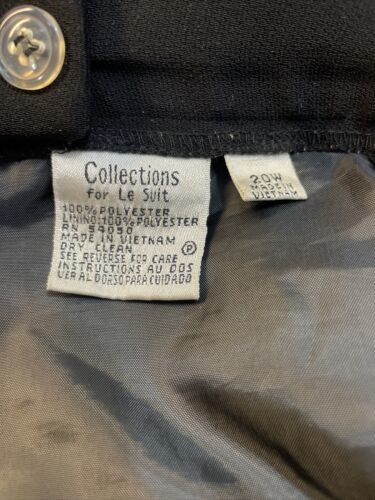 Collections
for Le Suit
100% POLYESTER
LINING:100% POLYESTER
RN 54050
MADE IN VIETNAM
DRY CLEAN P
SEE REVERSE FOR CARE
INSTRUCTIONS AU DOS
VER AL DORSO PARA CUIDADO
20W
MADE IN
VIETNAM